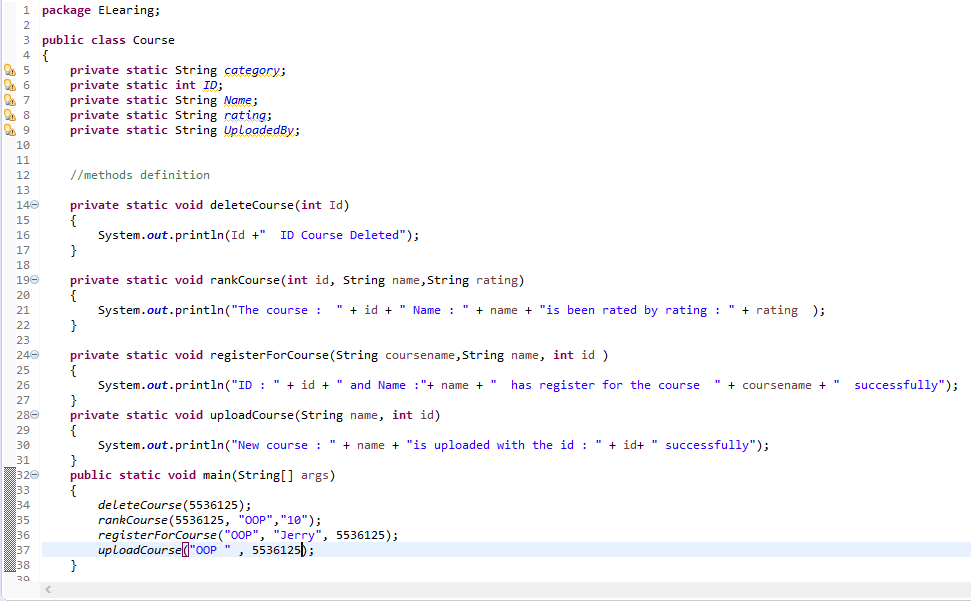 1 package ELearing;
2
3 public class Course
4 {
5     private static String category;
6     private static int ID;
7     private static String Name;
8     private static String rating;
9     private static String UploadedBy;
10
11
12     //methods definition
13
14     private static void deleteCourse(int Id)
15     {
16         System.out.println(Id +"  ID Course Deleted");
17     }
18
19     private static void rankCourse(int id, String name,String rating)
20     {
21         System.out.println("The course :  " + id + " Name : " + name + "is been rated by rating : " + rating  );
22     }
23
24     private static void registerForCourse(String coursename,String name, int id )
25     {
26         System.out.println("ID : " + id + " and Name :"+ name + "  has register for the course  " + coursename + "  successfully");
27     }
28     private static void uploadCourse(String name, int id)
29     {
30         System.out.println("New course : " + name + "is uploaded with the id : " + id+ " successfully");
31     }
32     public static void main(String[] args)
33     {
34         deleteCourse(5536125);
35         rankCourse(5536125, "OOP","10");
36         registerForCourse("OOP", "Jerry", 5536125);
37         uploadCourse("OOP " , 5536125);
38     }
39